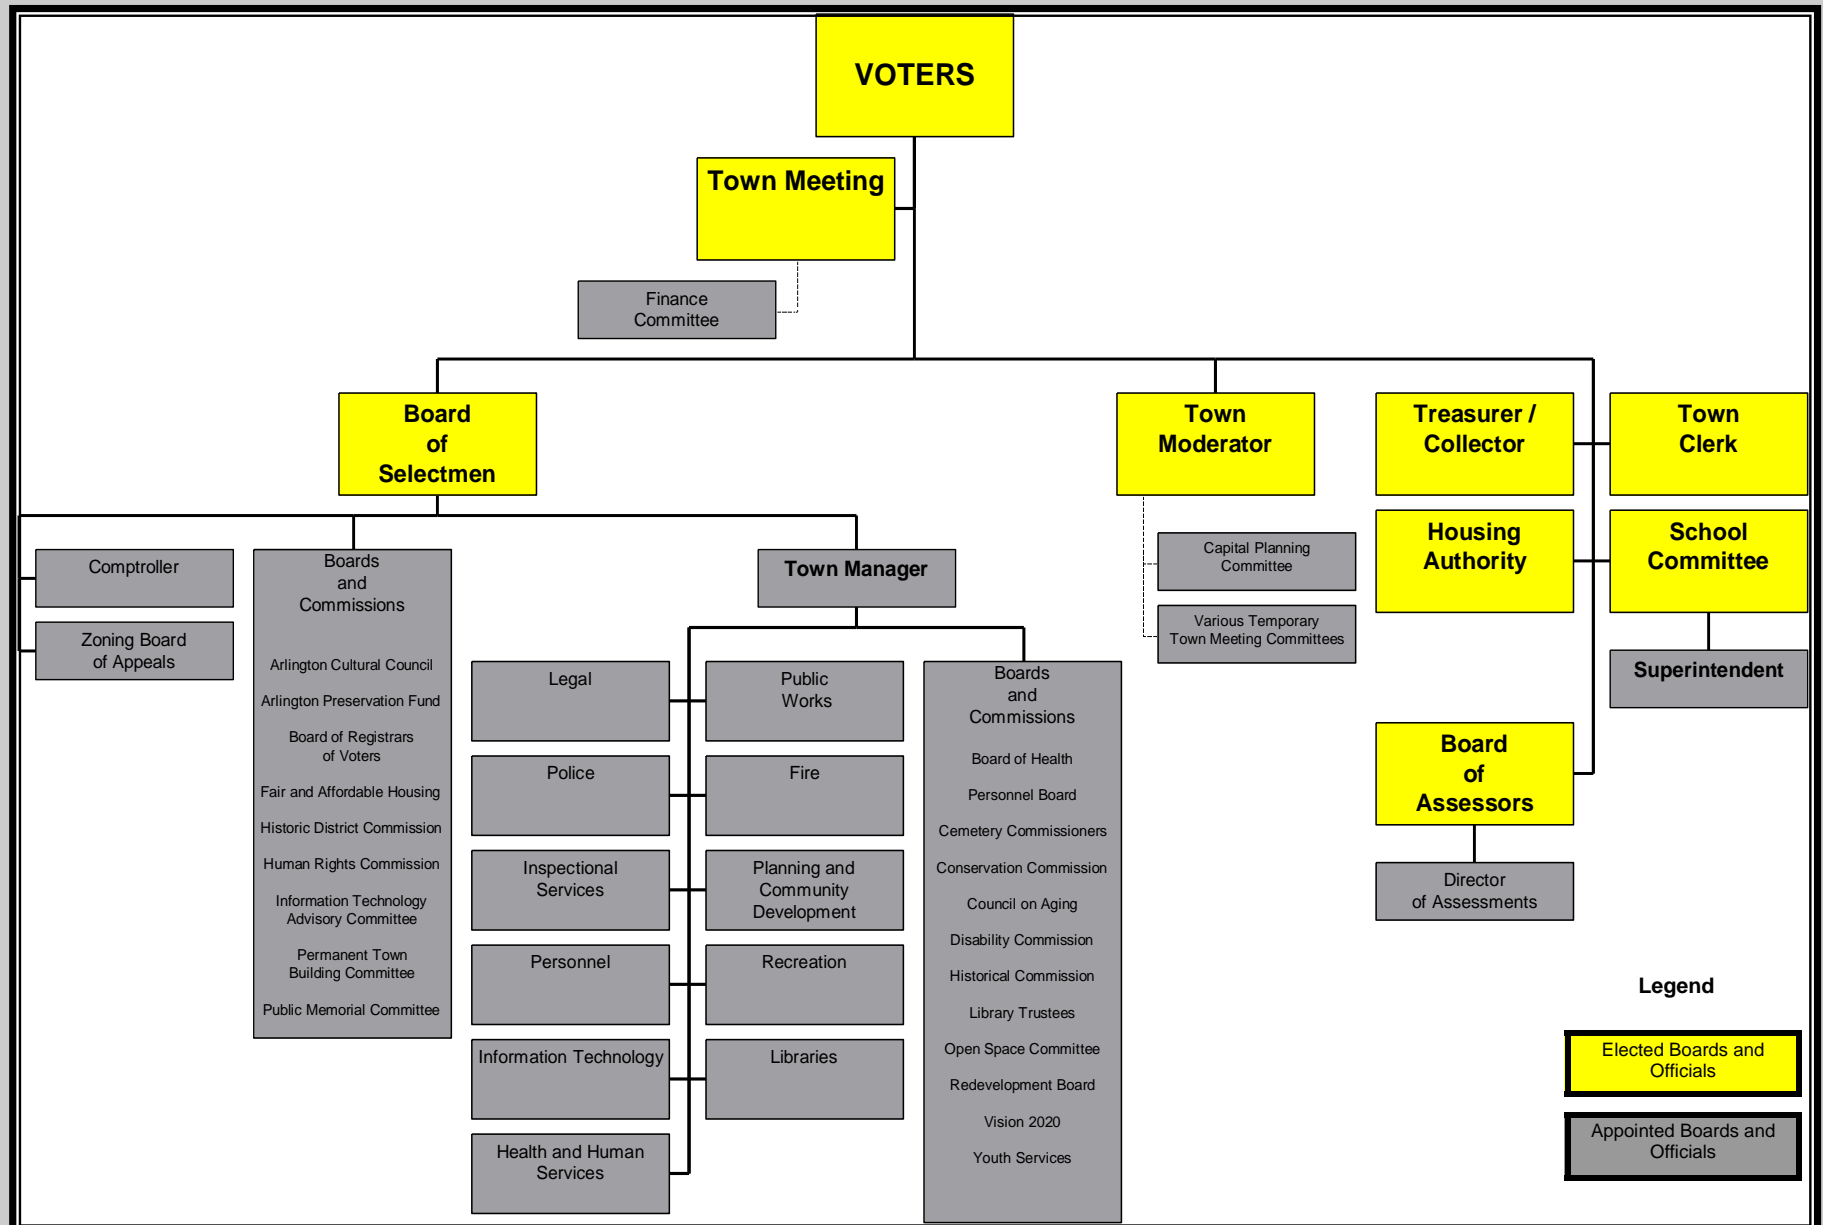 VOTERS
Town Meeting
Finance
Committee
Board
of
Selectmen
Town
Moderator
Treasurer /
Collector
Town
Clerk
Housing
Authority
School
Committee
Superintendent
Board
of
Assessors
Director
of Assessments
Capital Planning
Committee
Various Temporary
Town Meeting Committees
Comptroller
Zoning Board
of Appeals
Boards
and
Commissions
Arlington Cultural Council
Arlington Preservation Fund
Board of Registrars
of Voters
Fair and Affordable Housing
Historic District Commission
Human Rights Commission
Information Technology
Advisory Committee
Permanent Town
Building Committee
Public Memorial Committee
Town Manager
Legal
Public
Works
Police
Fire
Inspectional
Services
Planning and
Community
Development
Personnel
Recreation
Information Technology
Libraries
Health and Human
Services
Boards
and
Commissions
Board of Health
Personnel Board
Cemetery Commissioners
Conservation Commission
Council on Aging
Disability Commission
Historical Commission
Library Trustees
Open Space Committee
Redevelopment Board
Vision 2020
Youth Services
Legend
Elected Boards and
Officials
Appointed Boards and
Officials